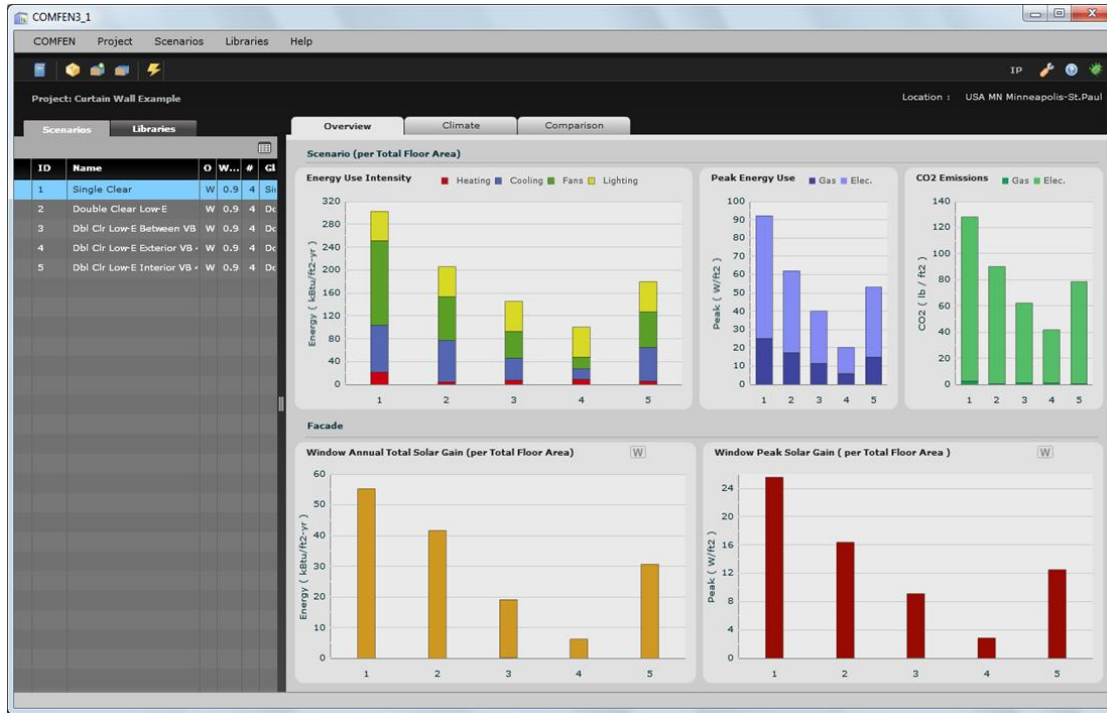 COMFEN3_1
COMFEN Project Scenarios Libraries Help
IP
Project: Curtain Wall Example
Location : USA MN Minneapolis-St.Paul
Scenarios Libraries
Overview Climate Comparison
ID Name O W... # Gl
1 Single Clear W 0.9 4 Sin
2 Double Clear Low-E W 0.9 4 Dc
3 Dbl Clr Low-E Between VB W 0.9 4 Dc
4 Dbl Clr Low-E Exterior VB - W 0.9 4 Dc
5 Dbl Clr Low-E Interior VB - W 0.9 4 Dc
Scenario (per Total Floor Area)
Energy Use Intensity Heating Cooling Fans Lighting
Energy ( kBtu/ft2-yr )
320
280
240
200
160
120
80
40
0
1 2 3 4 5
Peak Energy Use Gas Elec.
Peak ( W/ft2 )
100
90
80
70
60
50
40
30
20
10
0
1 2 3 4 5
CO2 Emissions Gas Elec.
CO2 ( lb / ft2 )
140
120
100
80
60
40
20
0
1 2 3 4 5
Facade
Window Annual Total Solar Gain (per Total Floor Area) W
Energy ( kBtu/ft2-yr )
60
50
40
30
20
10
0
1 2 3 4 5
Window Peak Solar Gain ( per Total Floor Area ) W
Peak ( W/ft2 )
24
20
16
12
8
4
0
1 2 3 4 5